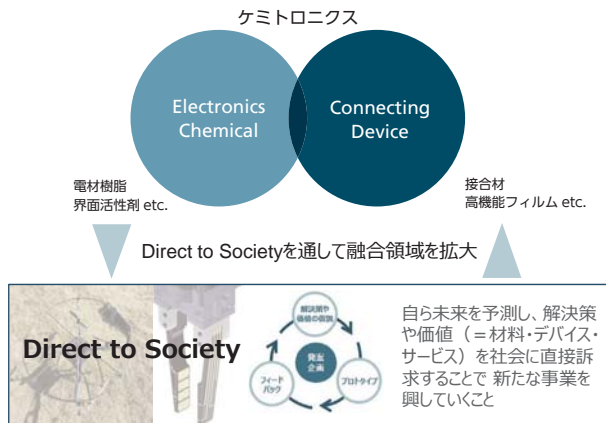 ケミトロニクス
Electronics
Chemical
Connecting
Device
電材樹脂
界面活性剤 etc.
接合材
高機能フィルム etc.
Direct to Societyを通して融合領域を拡大
Direct to Society
解決策や
価値の仮説
発案
企画
フィード
バック
プロトタイプ
自ら未来を予測し、解決策
や価値（＝材料・デバイス・
サービス）を社会に直接訴
求することで 新たな事業を
興していくこと